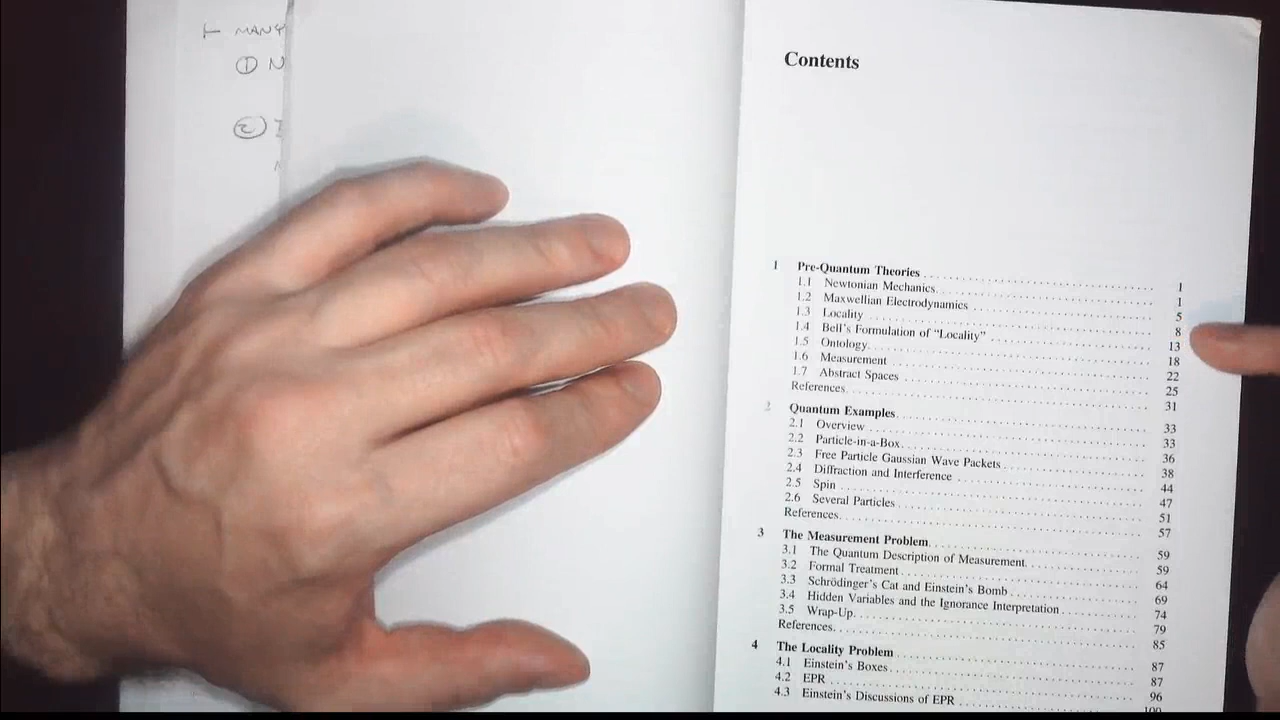 ⊢ MANY
① N
②
Contents
1 Pre-Quantum Theories 1
1.1 Newtonian Mechanics. 1
1.2 Maxwellian Electrodynamics 5
1.3 Locality 8
1.4 Bell's Formulation of "Locality" 13
1.5 Ontology. 18
1.6 Measurement 22
1.7 Abstract Spaces 25
References. 31
2 Quantum Examples. 33
2.1 Overview 33
2.2 Particle-in-a-Box. 36
2.3 Free Particle Gaussian Wave Packets 38
2.4 Diffraction and Interference 44
2.5 Spin 47
2.6 Several Particles 51
References. 57
3 The Measurement Problem. 59
3.1 The Quantum Description of Measurement. 59
3.2 Formal Treatment 64
3.3 Schrödinger's Cat and Einstein's Bomb 69
3.4 Hidden Variables and the Ignorance Interpretation 74
3.5 Wrap-Up. 79
References. 85
4 The Locality Problem 87
4.1 Einstein's Boxes. 87
4.2 EPR 96
4.3 Einstein's Discussions of EPR 100